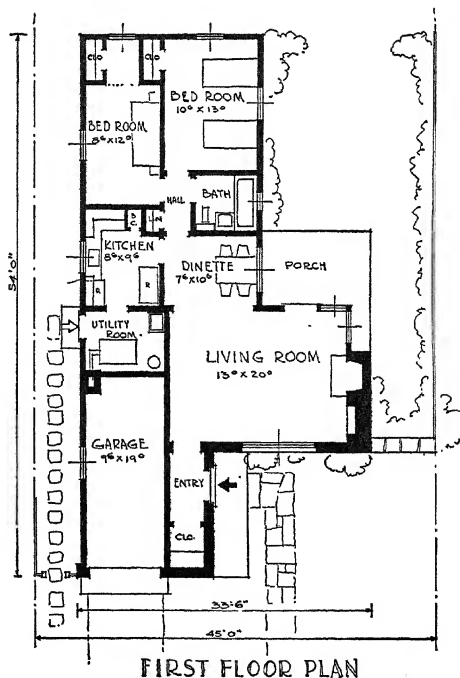 CLO
CLO
BED ROOM
10⁰ X 13⁰
BED ROOM
8⁶ X 12⁰
HALL
BATH
KITCHEN
8⁶ X 9⁶
DINETTE
7⁶ X 10⁶
PORCH
R
R
UTILITY
ROOM
LIVING ROOM
13⁰ X 20⁰
GARAGE
9⁶ X 19⁰
ENTRY
CLO.
54'0"
33'-6"
45'0"
FIRST FLOOR PLAN